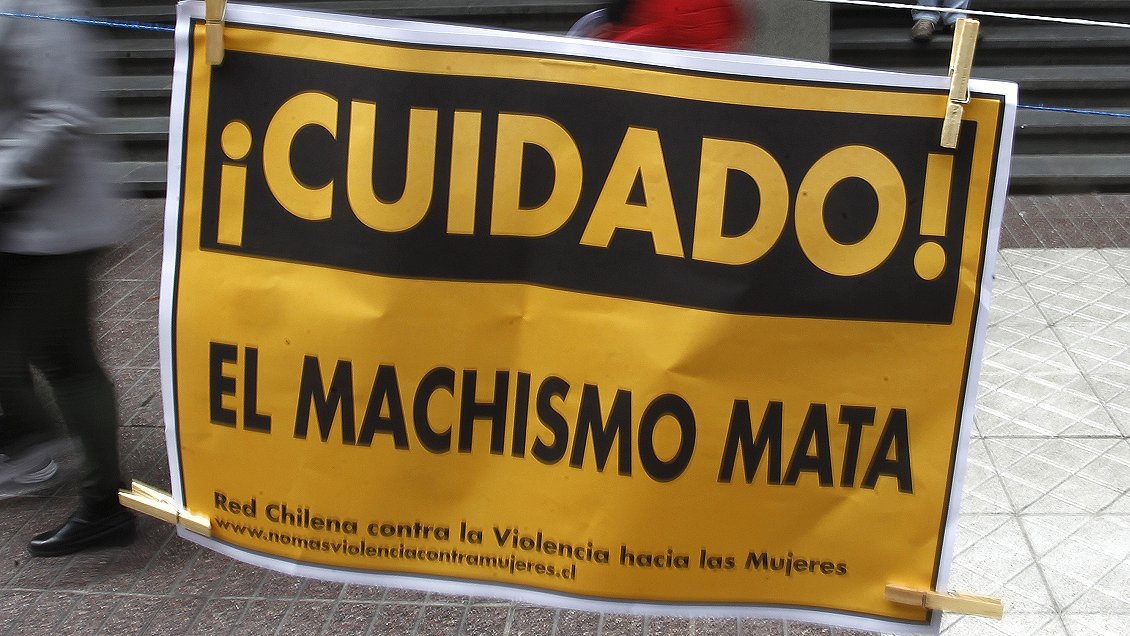 ¡CUIDADO!
EL MACHISMO MATA
Red Chilena contra la Violencia hacia las Mujeres
www.nomasviolenciacontramujeres.cl